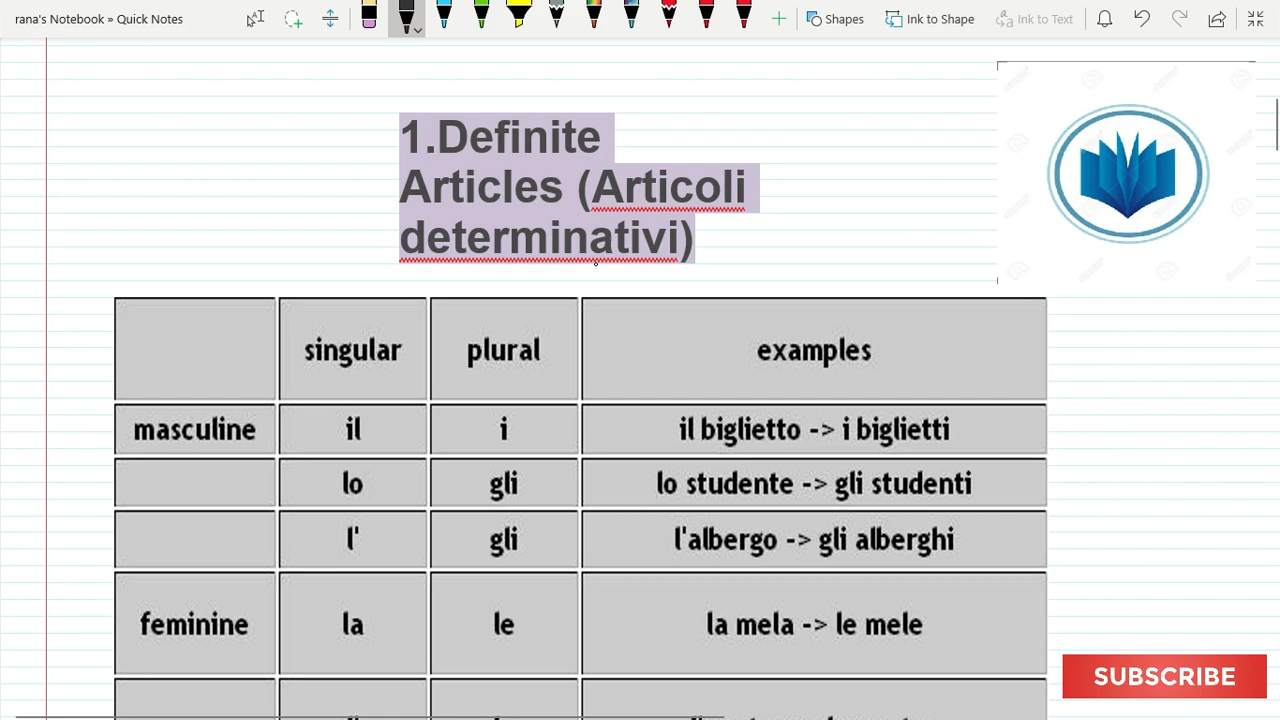 rana's Notebook » Quick Notes
Shapes
Ink to Shape
Ink to Text
1.Definite
Articles (Articoli
determinativi)
singular plural examples
masculine il i il biglietto -> i biglietti
lo gli lo studente -> gli studenti
l' gli l'albergo -> gli alberghi
feminine la le la mela -> le mele
SUBSCRIBE